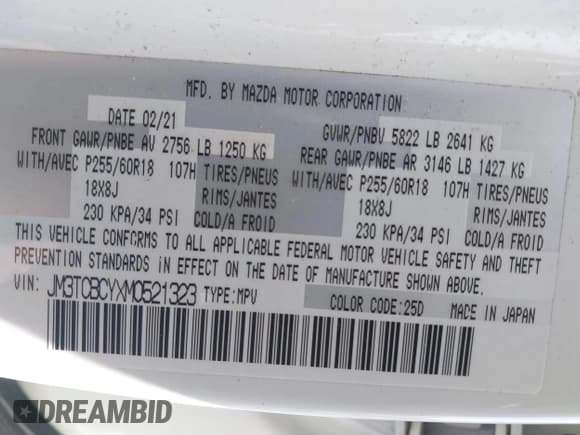 MFD. BY MAZDA MOTOR CORPORATION
DATE 02/21 GVWR/PNBV 5822 LB 2641 KG
FRONT GAWR/PNBE AV 2756 LB 1250 KG REAR GAWR/PNBE AR 3146 LB 1427 KG
WITH/AVEC P255/60R18 107H TIRES/PNEUS WITH/AVEC P255/60R18 107H TIRES/PNEUS
18X8J RIMS/JANTES 18X8J RIMS/JANTES
230 KPA/34 PSI COLD/A FROID 230 KPA/34 PSI COLD/A FROID
THIS VEHICLE CONFORMS TO ALL APPLICABLE FEDERAL MOTOR VEHICLE SAFETY AND THEFT
PREVENTION STANDARDS IN EFFECT ON THE DATE OF MANUFACTURE SHOWN ABOVE.
VIN: JM3TCBCYXM0521323 TYPE:MPV COLOR CODE:25D MADE IN JAPAN
DREAMBID